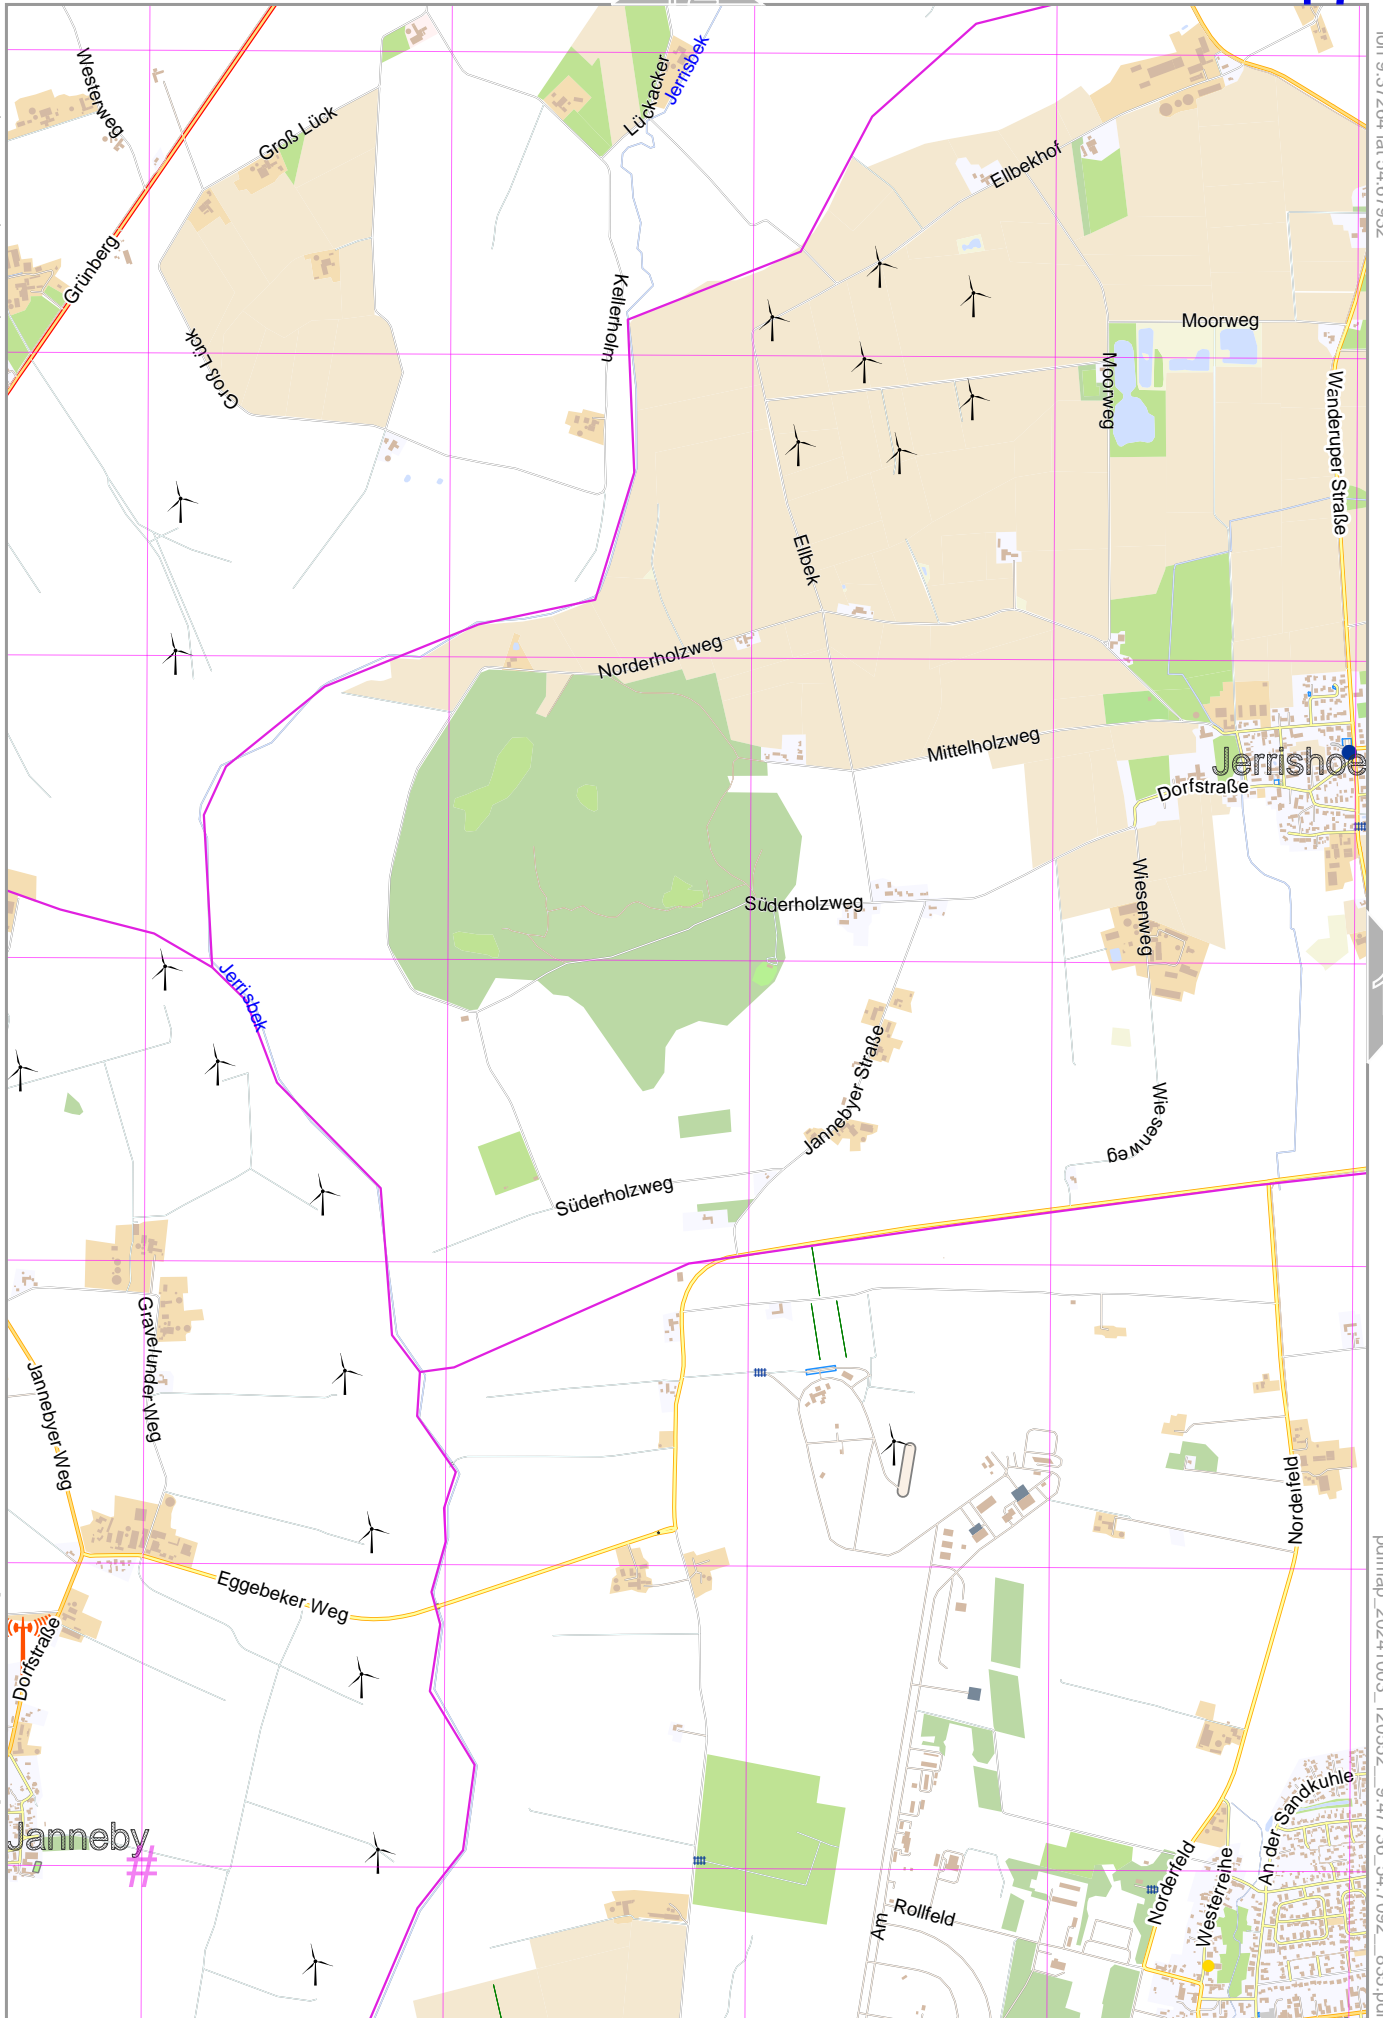 Westerweg
Groß Lück
Lückacker
Jerrisbek
Ellbekhof
Grünberg
Groß Lück
Kellerholm
Moorweg
Moorweg
Wanderuper Straße
Ellbek
Norderholzweg
Mittelholzweg
Jerrishoe
Dorfstraße
Wiesenweg
Süderholzweg
Jerrisbek
Jannebyer Straße
Wiesenweg
Süderholzweg
Gravelunder Weg
Jannebyer Weg
Norderfeld
Eggebeker Weg
Dorfstraße
Janneby
#
An der Sandkuhle
Norderfeld
Westerreihe
Am Rollfeld